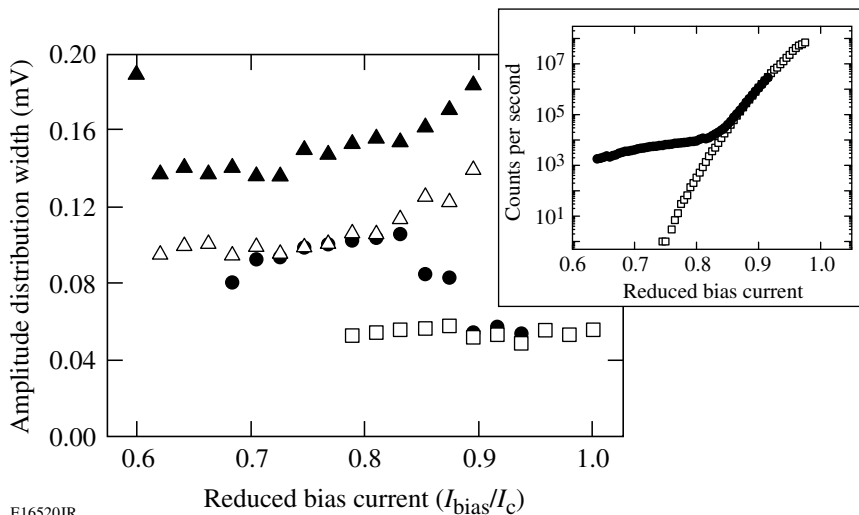 Amplitude distribution width (mV)
0.20
0.16
0.12
0.08
0.04
0.00
0.6 0.7 0.8 0.9 1.0
Reduced bias current (I_bias/I_c)
Counts per second
10^7
10^5
10^3
10^1
0.6 0.7 0.8 0.9 1.0
Reduced bias current
E16520JR